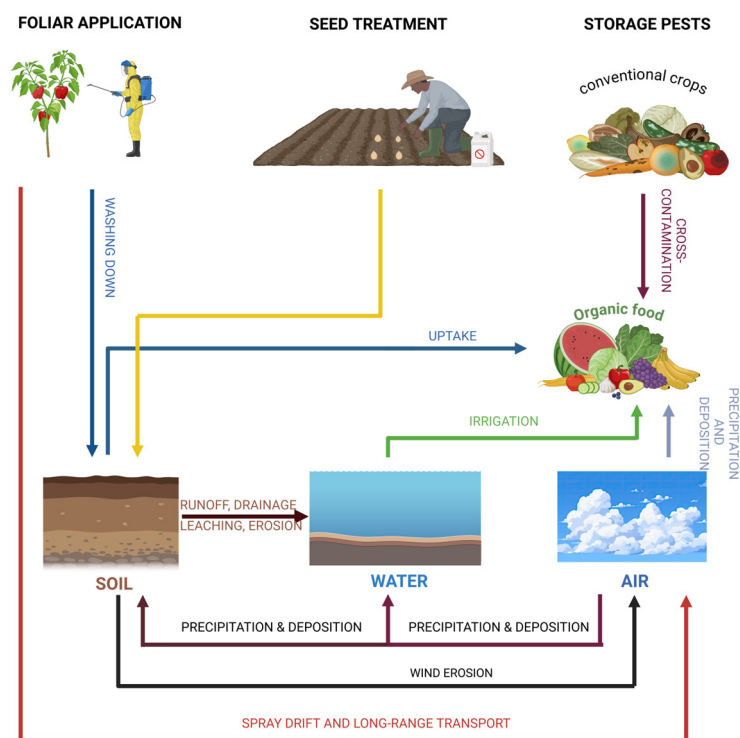 FOLIAR APPLICATION
SEED TREATMENT
STORAGE PESTS
conventional crops
WASHING DOWN
CROSS-
CONTAMINATION
Organic food
UPTAKE
IRRIGATION
PRECIPITATION
AND
DEPOSITION
RUNOFF, DRAINAGE
LEACHING, EROSION
SOIL
WATER
AIR
PRECIPITATION & DEPOSITION
PRECIPITATION & DEPOSITION
WIND EROSION
SPRAY DRIFT AND LONG-RANGE TRANSPORT